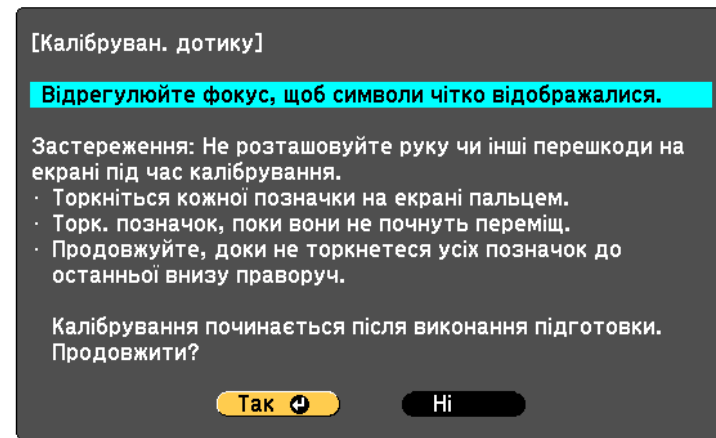 [Калібруван. дотику]
Відрегулюйте фокус, щоб символи чітко відображалися.
Застереження: Не розташовуйте руку чи інші перешкоди на
екрані під час калібрування.
· Торкніться кожної позначки на екрані пальцем.
· Торк. позначок, поки вони не почнуть переміщ.
· Продовжуйте, доки не торкнетеся усіх позначок до
останньої внизу праворуч.
Калібрування починається після виконання підготовки.
Продовжити?
Так
Ні